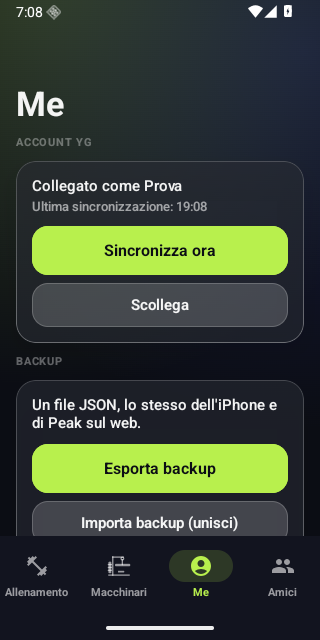 7:08
Me
ACCOUNT YG
Collegato come Prova
Ultima sincronizzazione: 19:08
Sincronizza ora
Scollega
BACKUP
Un file JSON, lo stesso dell'iPhone e
di Peak sul web.
Esporta backup
Importa backup (unisci)
Allenamento
Macchinari
Me
Amici